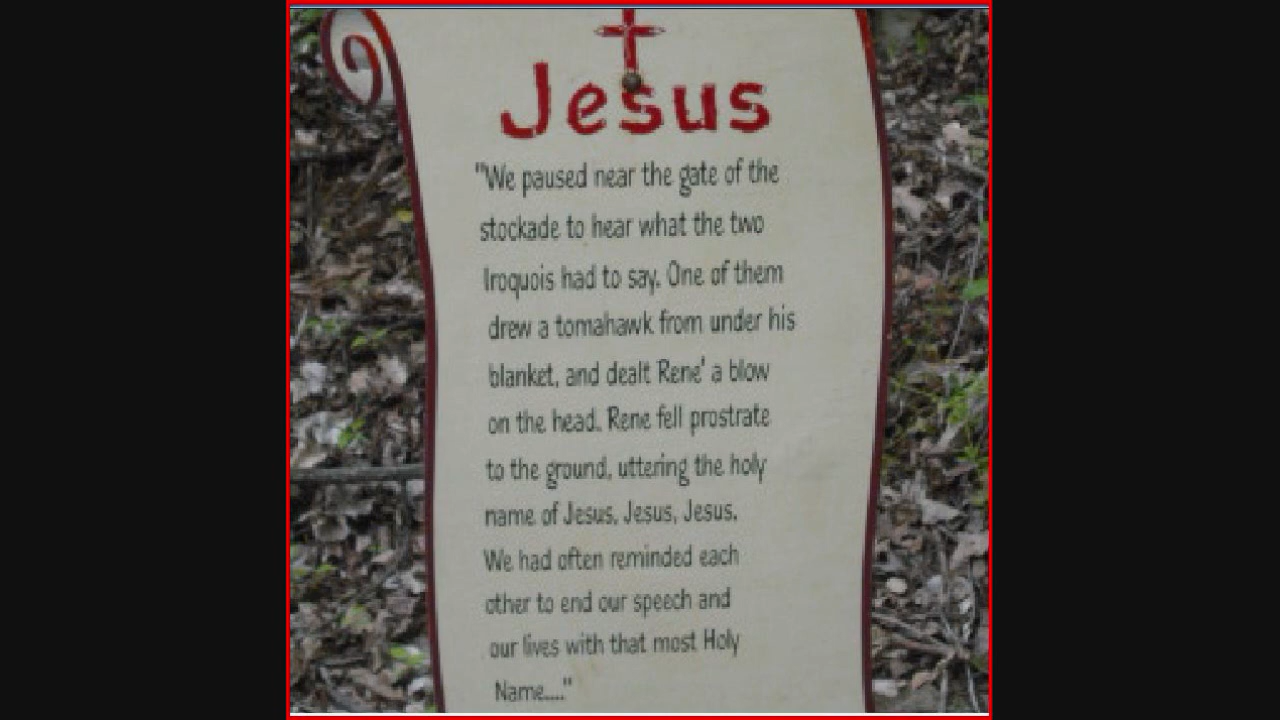 Jesus
"We paused near the gate of the
stockade to hear what the two
Iroquois had to say. One of them
drew a tomahawk from under his
blanket, and dealt Rene' a blow
on the head. Rene fell prostrate
to the ground, uttering the holy
name of Jesus, Jesus, Jesus.
We had often reminded each
other to end our speech and
our lives with that most Holy
Name...."